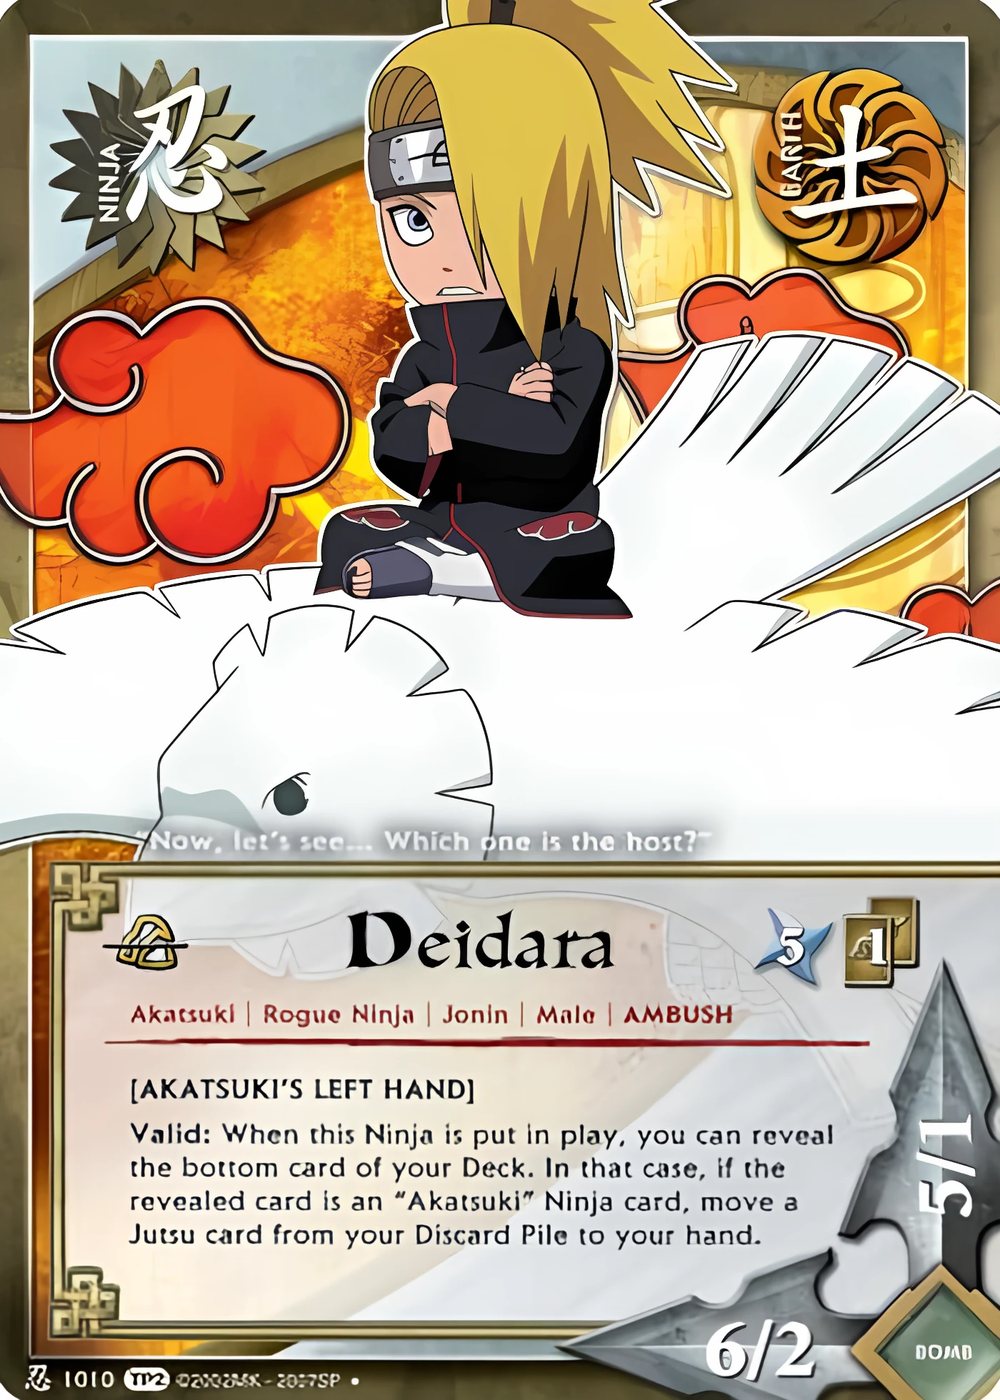 NINJA
忍
EARTH
土
"Now, let's see... Which one is the host?"
Deidara
5
1
Akatsuki | Rogue Ninja | Jonin | Male | AMBUSH
[AKATSUKI'S LEFT HAND]
Valid: When this Ninja is put in play, you can reveal
the bottom card of your Deck. In that case, if the
revealed card is an "Akatsuki" Ninja card, move a
Jutsu card from your Discard Pile to your hand.
5/1
6/2
忍 1010 TP2